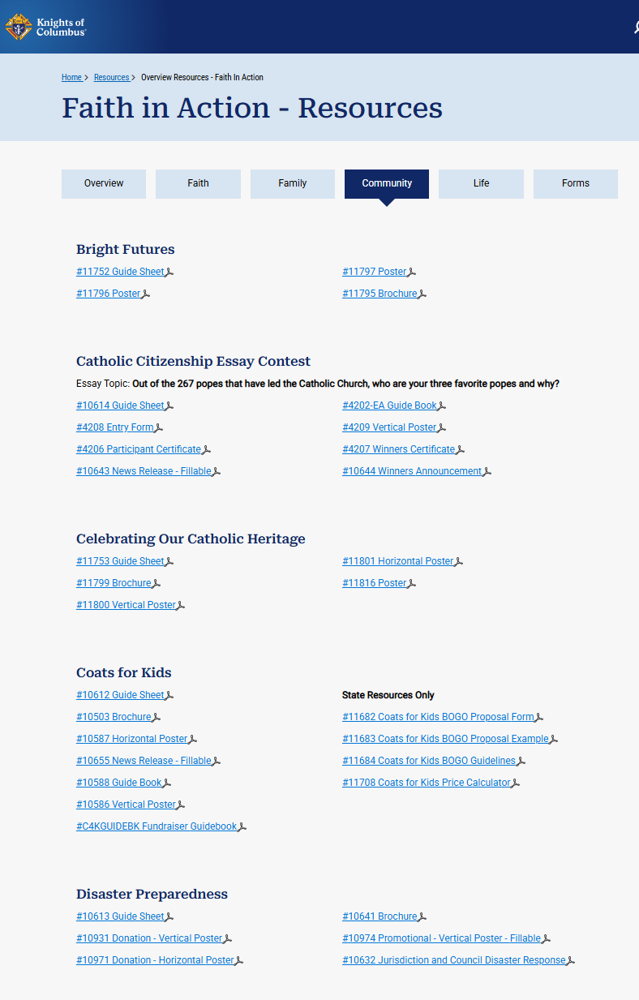 Knights of
Columbus®
Home > Resources > Overview Resources - Faith In Action
Faith in Action - Resources
Overview Faith Family Community Life Forms
Bright Futures
#11752 Guide Sheet #11797 Poster
#11796 Poster #11795 Brochure
Catholic Citizenship Essay Contest
Essay Topic: Out of the 267 popes that have led the Catholic Church, who are your three favorite popes and why?
#10614 Guide Sheet #4202-EA Guide Book
#4208 Entry Form #4209 Vertical Poster
#4206 Participant Certificate #4207 Winners Certificate
#10643 News Release - Fillable #10644 Winners Announcement
Celebrating Our Catholic Heritage
#11753 Guide Sheet #11801 Horizontal Poster
#11799 Brochure #11816 Poster
#11800 Vertical Poster
Coats for Kids
#10612 Guide Sheet State Resources Only
#10503 Brochure #11682 Coats for Kids BOGO Proposal Form
#10587 Horizontal Poster #11683 Coats for Kids BOGO Proposal Example
#10655 News Release - Fillable #11684 Coats for Kids BOGO Guidelines
#10588 Guide Book #11708 Coats for Kids Price Calculator
#10586 Vertical Poster
#C4KGUIDEBK Fundraiser Guidebook
Disaster Preparedness
#10613 Guide Sheet #10641 Brochure
#10931 Donation - Vertical Poster #10974 Promotional - Vertical Poster - Fillable
#10971 Donation - Horizontal Poster #10632 Jurisdiction and Council Disaster Response